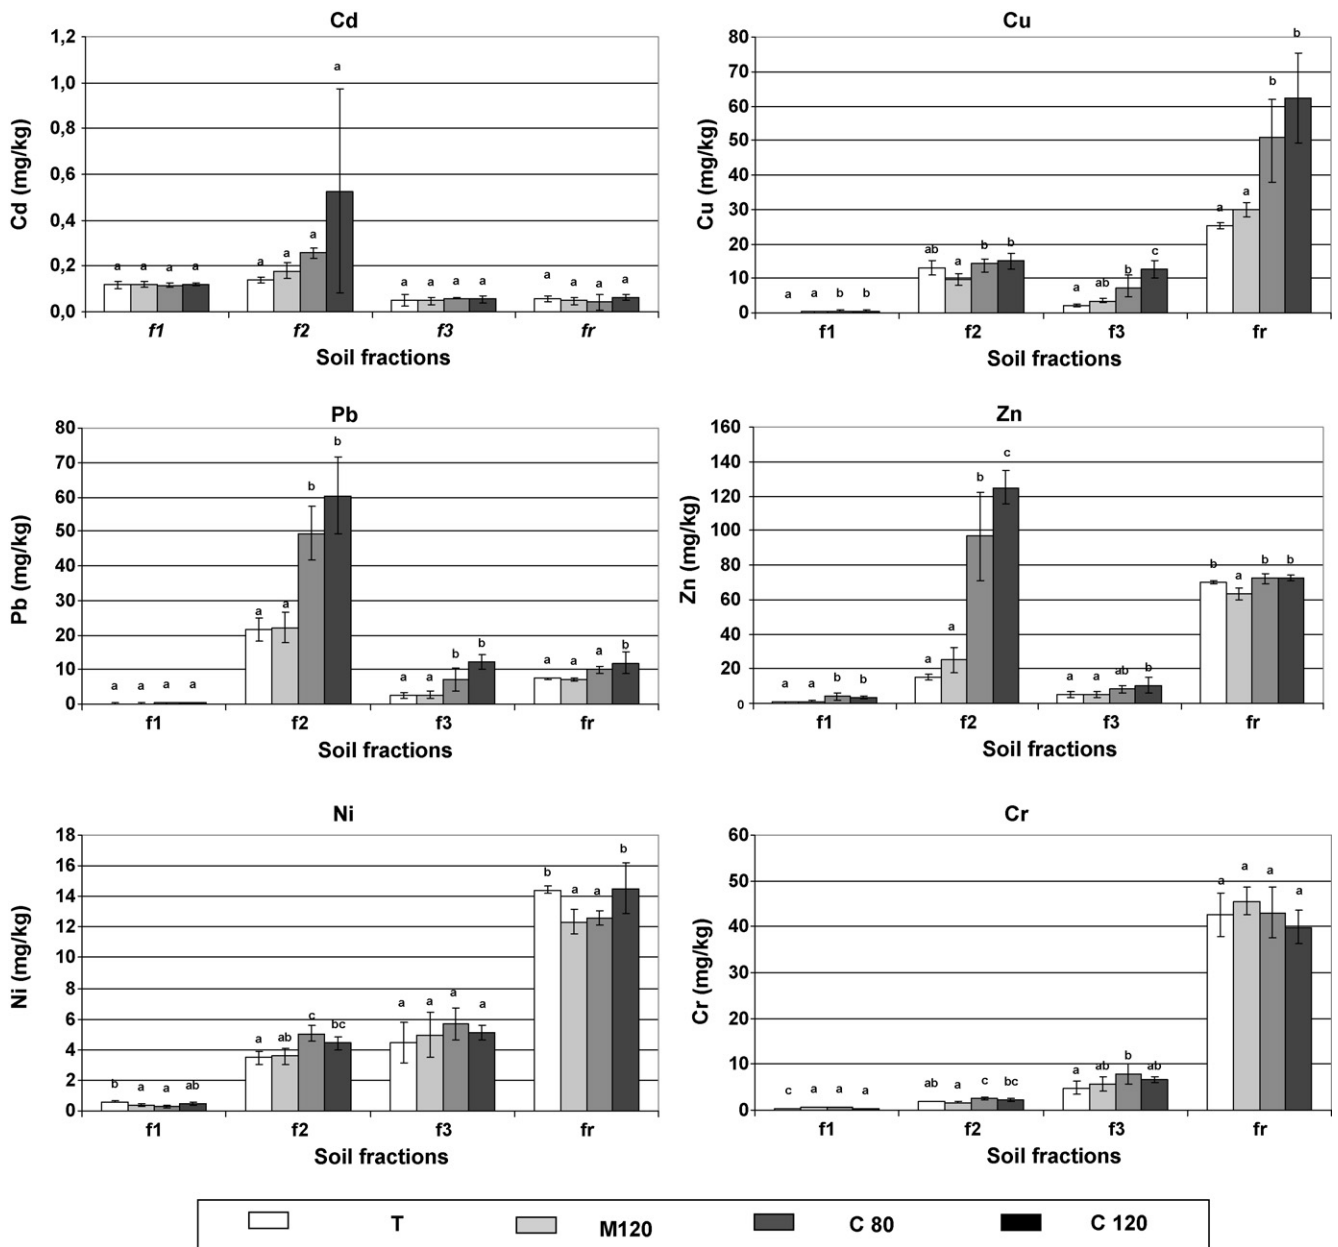 Cd
1,2
a
1,0
0,8
Cd (mg/kg)
0,6
a
0,4
a a
0,2
a a a a
a a a a
a a a a
0,0
f1 f2 f3 fr
Soil fractions
Cu
80
b
70
b
60
50
Cu (mg/kg)
40
a
30
a
20
ab a b b
a ab b c
10
a a b b
0
f1 f2 f3 fr
Soil fractions
Pb
80
b
70
b
60
50
Pb (mg/kg)
40
30
a a
20
a a b b
a a a b
10
a a a a
0
f1 f2 f3 fr
Soil fractions
Zn
160
c
140
b
120
100
Zn (mg/kg)
80
b a b b
60
a a
40
20
a a ab b
a a b b
0
f1 f2 f3 fr
Soil fractions
Ni
18
b b
16
a a
14
12
10
Ni (mg/kg)
8
a a a a
6
a ab c bc
4
2
b a a ab
0
f1 f2 f3 fr
Soil fractions
Cr
60
a a a a
50
40
Cr (mg/kg)
30
20
10
a ab b ab
c a a a
ab a c bc
0
f1 f2 f3 fr
Soil fractions
T M120 C 80 C 120